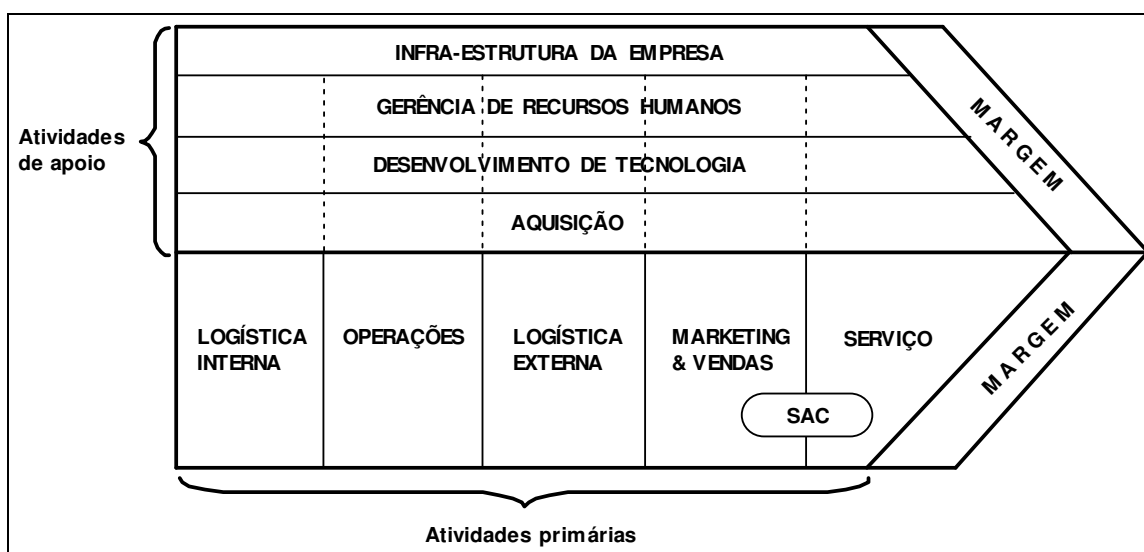 INFRA-ESTRUTURA DA EMPRESA
GERÊNCIA DE RECURSOS HUMANOS
Atividades
de apoio
DESENVOLVIMENTO DE TECNOLOGIA
AQUISIÇÃO
MARGEM
LOGÍSTICA
INTERNA
OPERAÇÕES
LOGÍSTICA
EXTERNA
MARKETING
& VENDAS
SERVIÇO
SAC
MARGEM
Atividades primárias